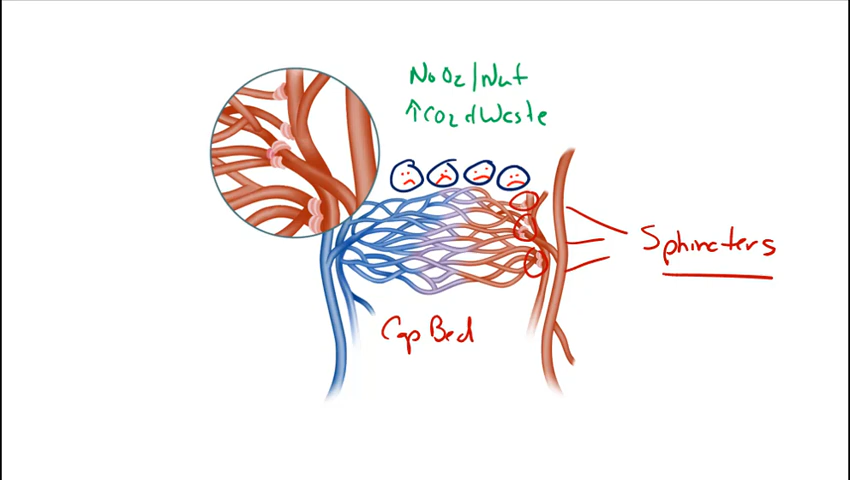 No O2/Nut
↑CO2 d Waste
Sphincters
Cap Bed